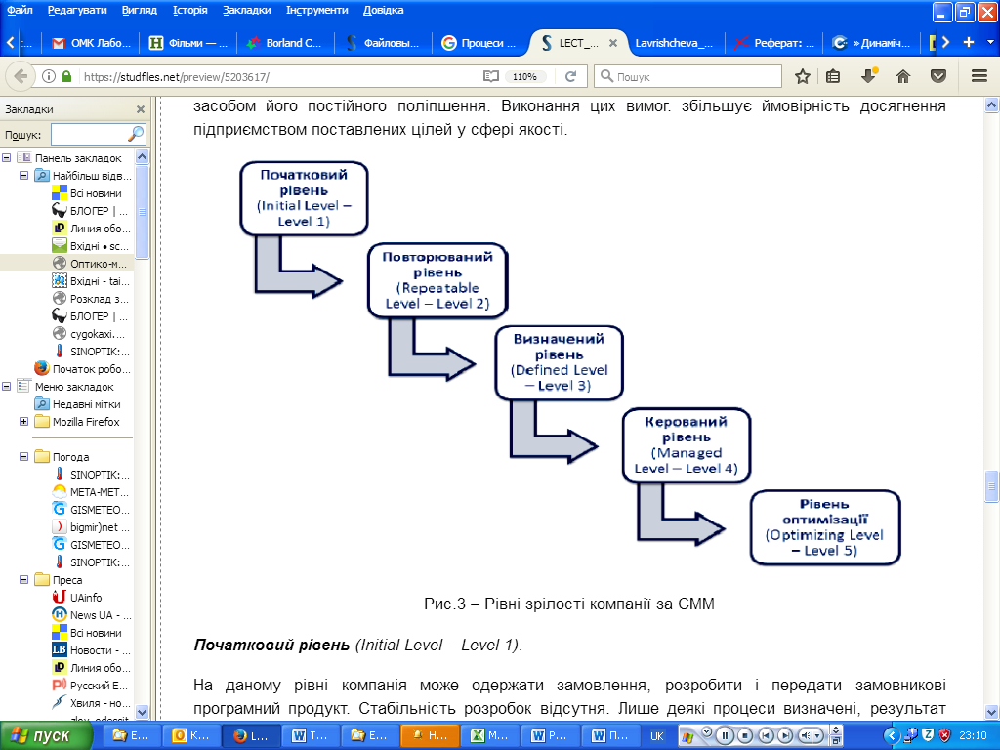 Файл Редагувати Вигляд Історія Закладки Інструменти Довідка
ОМК Лабо... Фільми — ... Borland C... Файловы... Процеси ... LECT_... Lavrishcheva_... Реферат: ... » Динаміч...
https://studfiles.net/preview/5203617/ 110% Пошук
Закладки
Пошук:
Панель закладок
Найбільш відв...
Всі новини
БЛОГЕР | ...
Линия обо...
Вхідні • sc...
Оптико-м...
Вхідні - tai...
Розклад з...
БЛОГЕР | ...
cygokaxi....
SINOPTIK:...
Початок робо...
Меню закладок
Недавні мітки
Mozilla Firefox
Погода
SINOPTIK:...
META-MET...
GISMETEO...
bigmir)net ...
GISMETEO...
SINOPTIK:...
Преса
UAinfo
News UA - ...
Всі новини
Новости - ...
Линия обо...
Русский Е...
Хвиля - но...
засобом його постійного поліпшення. Виконання цих вимог. збільшує ймовірність досягнення
підприємством поставлених цілей у сфері якості.
Початковий
рівень
(Initial Level –
Level 1)
Повторюваний
рівень
(Repeatable
Level – Level 2)
Визначений
рівень
(Defined Level
– Level 3)
Керований
рівень
(Managed
Level – Level 4)
Рівень
оптимізації
(Optimizing Level
– Level 5)
Рис.3 – Рівні зрілості компанії за СММ
Початковий рівень (Initial Level – Level 1).
На даному рівні компанія може одержати замовлення, розробити і передати замовникові
програмний продукт. Стабільність розробок відсутня. Лише деякі процеси визначені, результат
пуск E... K... L... T... E... Н... М... Р... П... UK 23:10